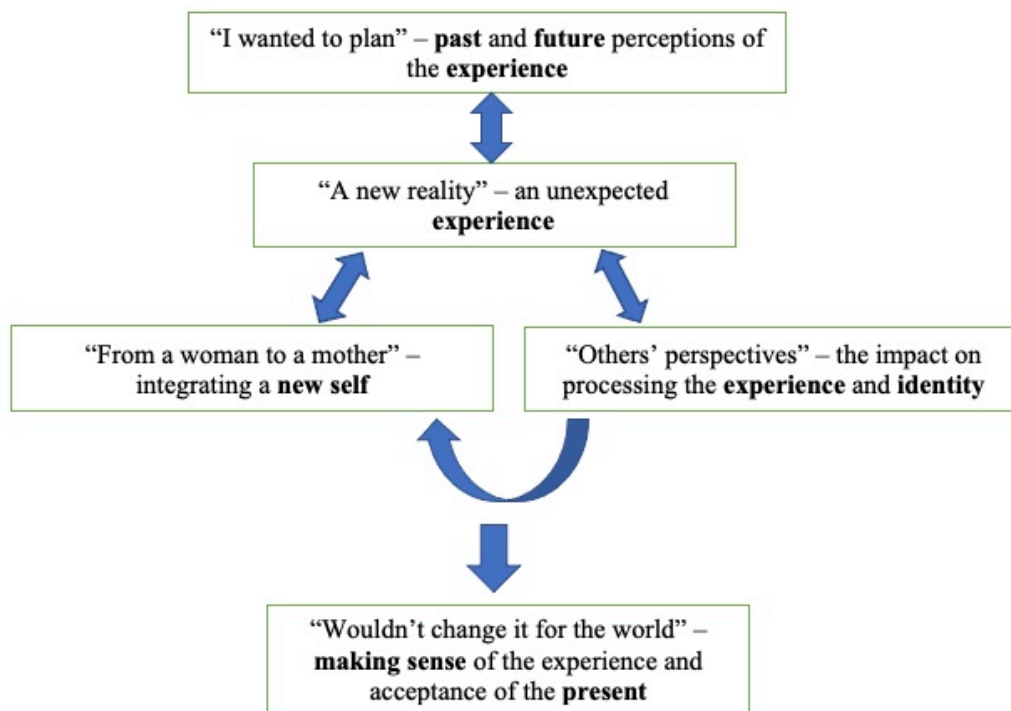 “I wanted to plan” – past and future perceptions of
the experience
“A new reality” – an unexpected
experience
“From a woman to a mother” –
integrating a new self
“Others’ perspectives” – the impact on
processing the experience and identity
“Wouldn’t change it for the world” –
making sense of the experience and
acceptance of the present